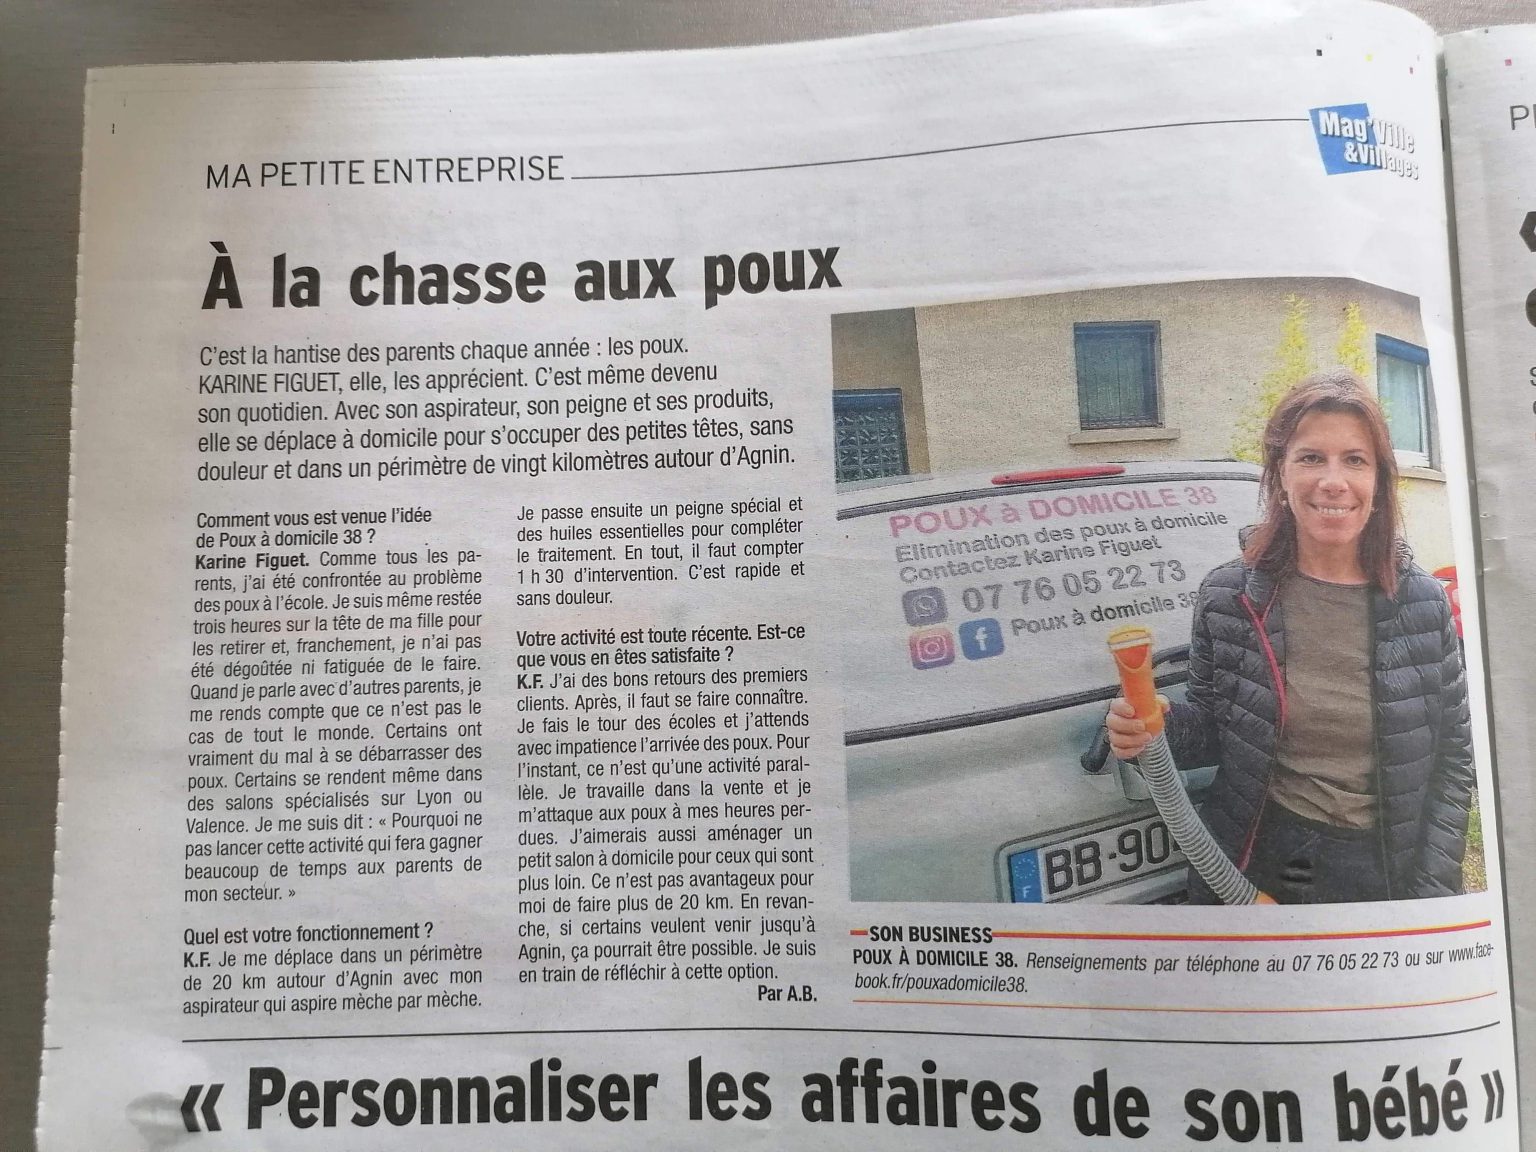 MA PETITE ENTREPRISE
Mag'Ville
&Villages
À la chasse aux poux
C'est la hantise des parents chaque année : les poux.
KARINE FIGUET, elle, les apprécient. C'est même devenu
son quotidien. Avec son aspirateur, son peigne et ses produits,
elle se déplace à domicile pour s'occuper des petites têtes, sans
douleur et dans un périmètre de vingt kilomètres autour d'Agnin.
Comment vous est venue l'idée
de Poux à domicile 38 ?
Karine Figuet. Comme tous les pa-
rents, j'ai été confrontée au problème
des poux à l'école. Je suis même restée
trois heures sur la tête de ma fille pour
les retirer et, franchement, je n'ai pas
été dégoûtée ni fatiguée de le faire.
Quand je parle avec d'autres parents, je
me rends compte que ce n'est pas le
cas de tout le monde. Certains ont
vraiment du mal à se débarrasser des
poux. Certains se rendent même dans
des salons spécialisés sur Lyon ou
Valence. Je me suis dit : « Pourquoi ne
pas lancer cette activité qui fera gagner
beaucoup de temps aux parents de
mon secteur. »
Quel est votre fonctionnement ?
K.F. Je me déplace dans un périmètre
de 20 km autour d'Agnin avec mon
aspirateur qui aspire mèche par mèche.
Je passe ensuite un peigne spécial et
des huiles essentielles pour compléter
le traitement. En tout, il faut compter
1 h 30 d'intervention. C'est rapide et
sans douleur.
Votre activité est toute récente. Est-ce
que vous en êtes satisfaite ?
K.F. J'ai des bons retours des premiers
clients. Après, il faut se faire connaître.
Je fais le tour des écoles et j'attends
avec impatience l'arrivée des poux. Pour
l'instant, ce n'est qu'une activité paral-
lèle. Je travaille dans la vente et je
m'attaque aux poux à mes heures per-
dues. J'aimerais aussi aménager un
petit salon à domicile pour ceux qui sont
plus loin. Ce n'est pas avantageux pour
moi de faire plus de 20 km. En revan-
che, si certains veulent venir jusqu'à
Agnin, ça pourrait être possible. Je suis
en train de réfléchir à cette option.
Par A.B.
POUX à DOMICILE 38
Elimination des poux à domicile
Contactez Karine Figuet
07 76 05 22 73
Poux à domicile 38
F BB-90
SON BUSINESS
POUX À DOMICILE 38. Renseignements par téléphone au 07 76 05 22 73 ou sur www.face-
book.fr/pouxadomicile38.
« Personnaliser les affaires de son bébé »